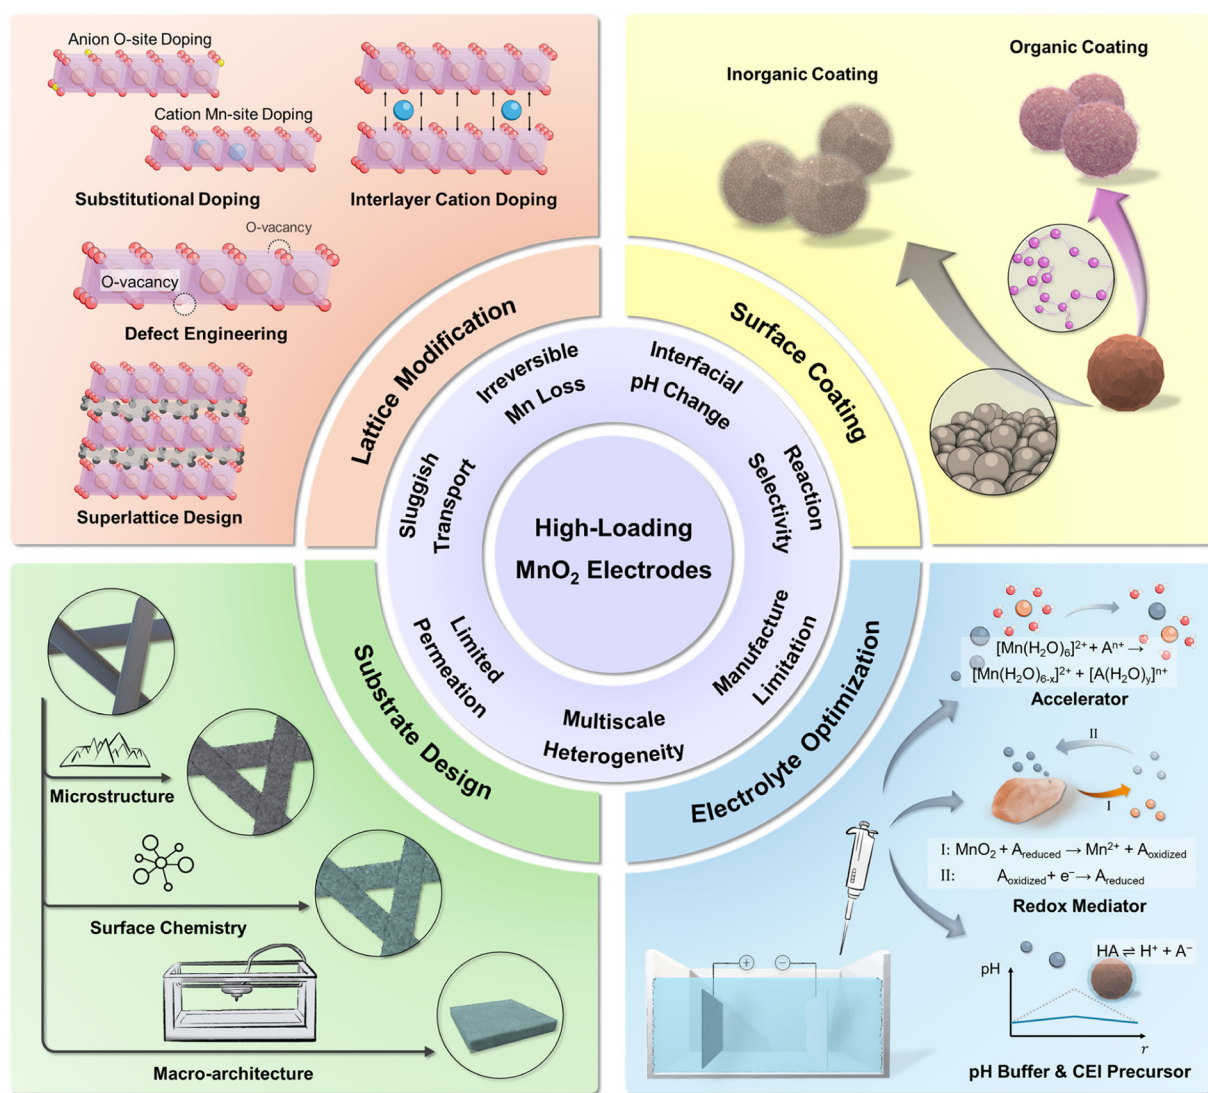 Anion O-site Doping
Cation Mn-site Doping
Substitutional Doping
Interlayer Cation Doping
O-vacancy
O-vacancy
Defect Engineering
Superlattice Design
Inorganic Coating
Organic Coating
Lattice Modification
Surface Coating
Substrate Design
Electrolyte Optimization
Irreversible
Mn Loss
Interfacial
pH Change
Reaction
Selectivity
Sluggish
Transport
Limited
Permeation
Multiscale
Heterogeneity
Manufacture
Limitation
High-Loading
MnO₂ Electrodes
Microstructure
Surface Chemistry
Macro-architecture
+
−
[Mn(H₂O)₆]²⁺ + Aⁿ⁺ →
[Mn(H₂O)₆₋ₓ]²⁺ + [A(H₂O)ᵧ]ⁿ⁺
Accelerator
II
I
I: MnO₂ + A_reduced → Mn²⁺ + A_oxidized
II: A_oxidized + e⁻ → A_reduced
Redox Mediator
HA ⇌ H⁺ + A⁻
pH
r
pH Buffer & CEI Precursor